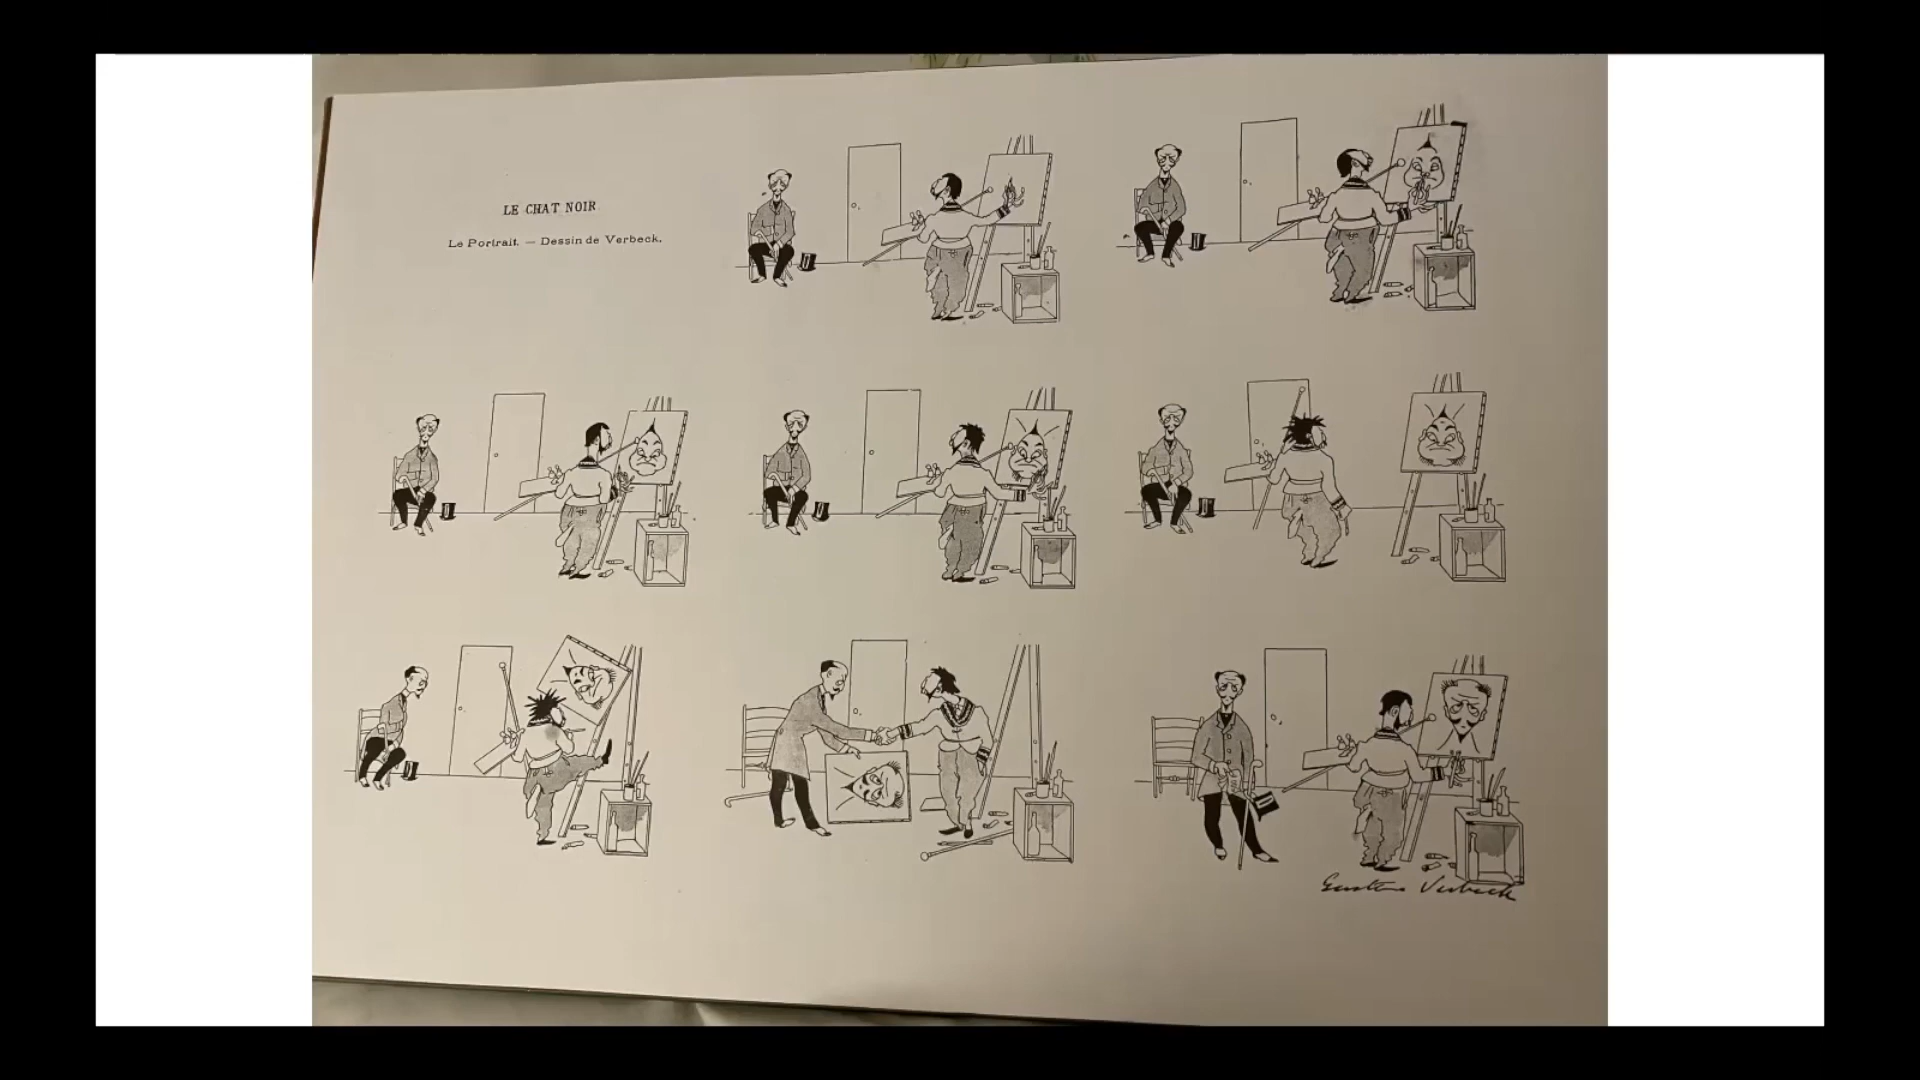 LE CHAT NOIR
Le Portrait. — Dessin de Verbeck.
Gustave Verbeck